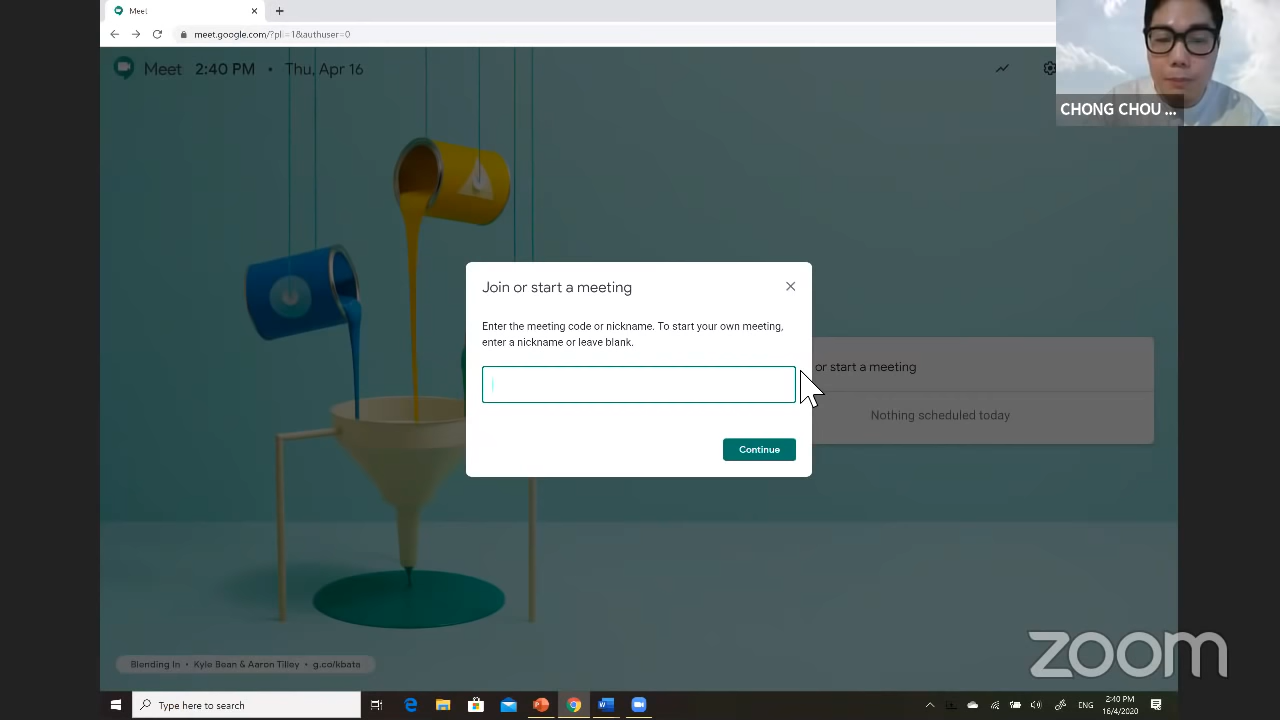 Meet
meet.google.com/?pli=1&authuser=0
Meet 2:40 PM • Thu, Apr 16
CHONG CHOU ...
Join or start a meeting
Enter the meeting code or nickname. To start your own meeting,
enter a nickname or leave blank.
or start a meeting
Nothing scheduled today
Continue
Blending In • Kyle Bean & Aaron Tilley • g.co/kbata
zoom
Type here to search
ENG
2:40 PM
16/4/2020